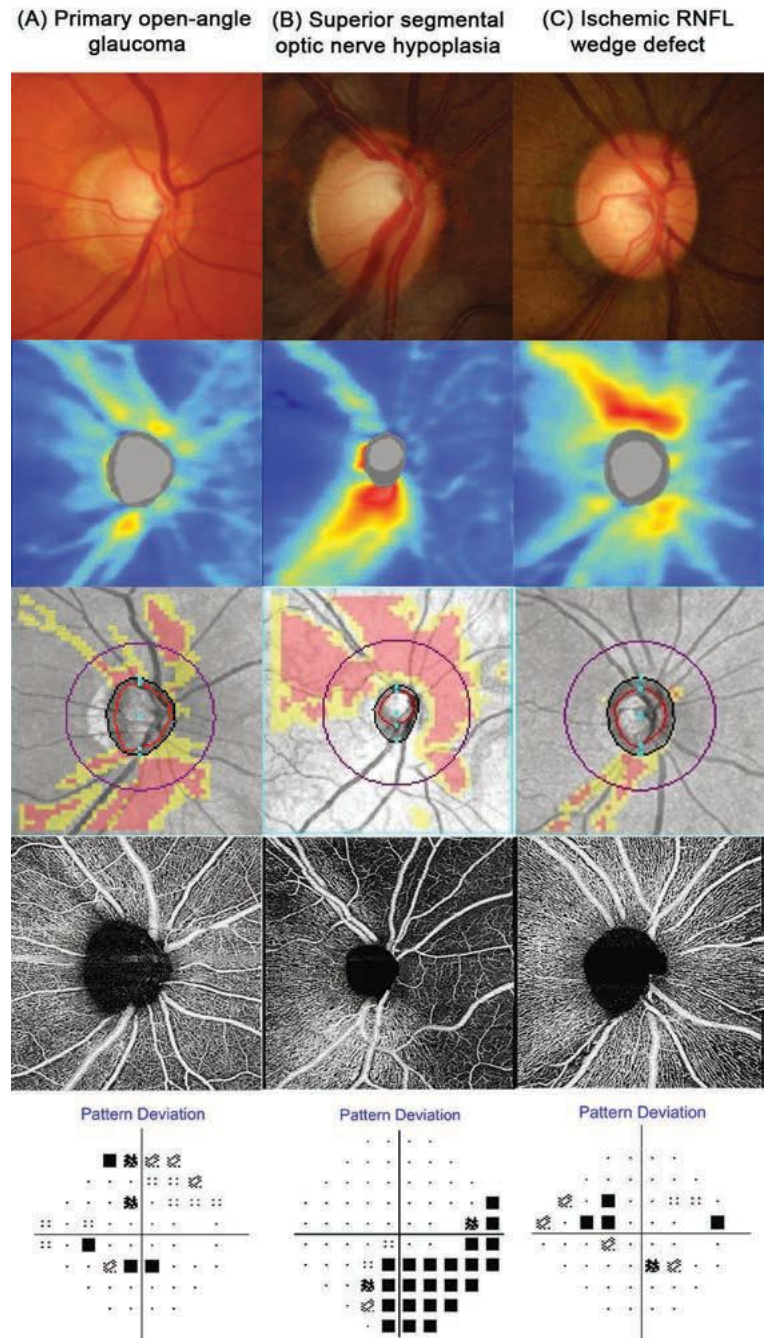 (A) Primary open-angle
glaucoma
(B) Superior segmental
optic nerve hypoplasia
(C) Ischemic RNFL
wedge defect
Pattern Deviation
Pattern Deviation
Pattern Deviation